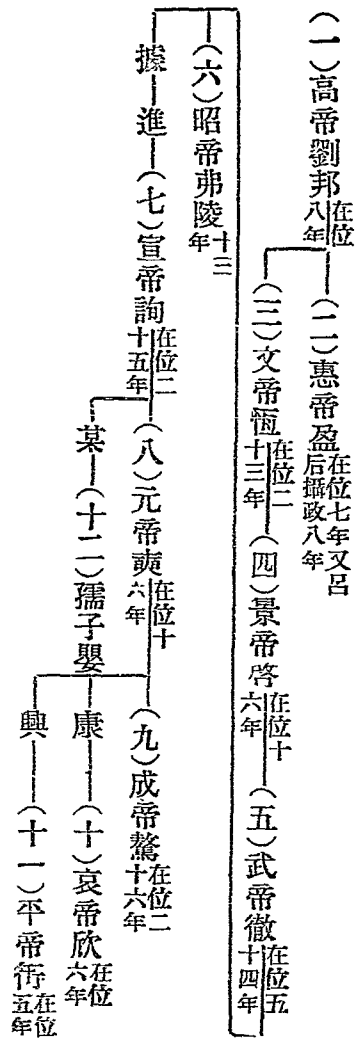 (一)高帝劉邦在位八年
(二)惠帝盈在位七年又呂后攝政八年
(三)文帝恆在位二十三年
(四)景帝啓在位十六年
(五)武帝徹在位五十四年
(六)昭帝弗陵十三年
據
進
(七)宣帝詢在位二十五年
(八)元帝奭在位十六年
(九)成帝驁在位二十六年
康
(十)哀帝欣在位六年
興
(十一)平帝衎在位五年
某
(十二)孺子嬰